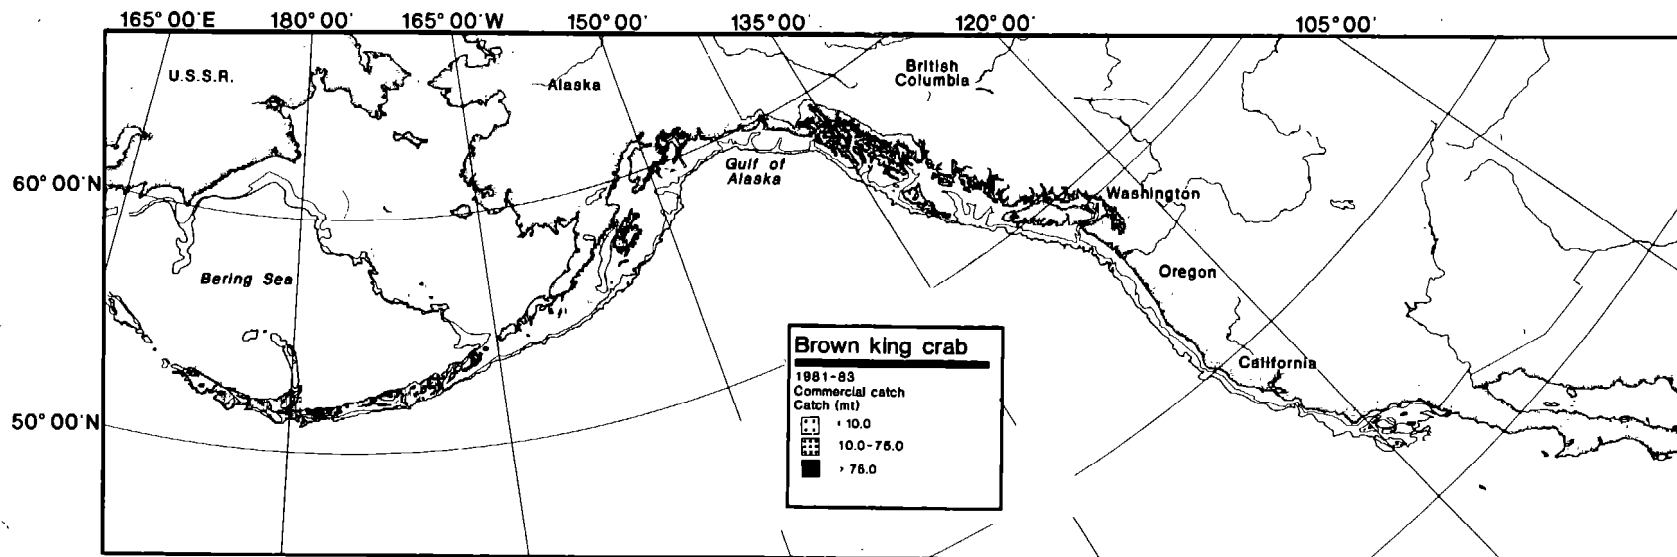 165° 00'E 180° 00' 165° 00'W 150° 00' 135° 00' 120° 00' 105° 00'
U.S.S.R.
Alaska
British
Columbia
60° 00'N
Gulf of
Alaska
Washington
Bering Sea
Oregon
Brown king crab
California
1981-83
Commercial catch
Catch (mt)
< 10.0
10.0-75.0
> 75.0
50° 00'N